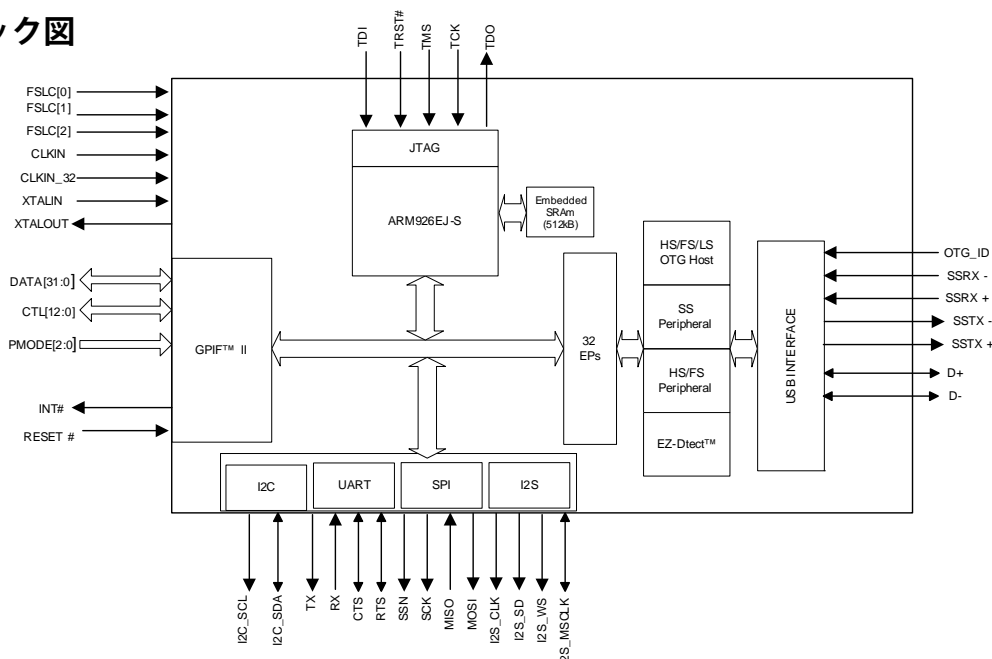 ック図
TDI
TRST#
TMS
TCK
TDO
FSLC[0]
FSLC[1]
FSLC[2]
CLKIN
CLKIN_32
XTALIN
XTALOUT
DATA[31:0]
CTL[12:0]
PMODE[2:0]
INT#
RESET #
JTAG
ARM926EJ-S
Embedded
SRAm
(512kB)
GPIF™ II
32
EPs
HS/FS/LS
OTG Host
SS
Peripheral
HS/FS
Peripheral
EZ-Dtect™
USB INTERFACE
OTG_ID
SSRX -
SSRX +
SSTX -
SSTX +
D+
D-
I2C
UART
SPI
I2S
I2C_SCL
I2C_SDA
TX
RX
CTS
RTS
SSN
SCK
MISO
MOSI
I2S_CLK
I2S_SD
I2S_WS
2S_MSCLK